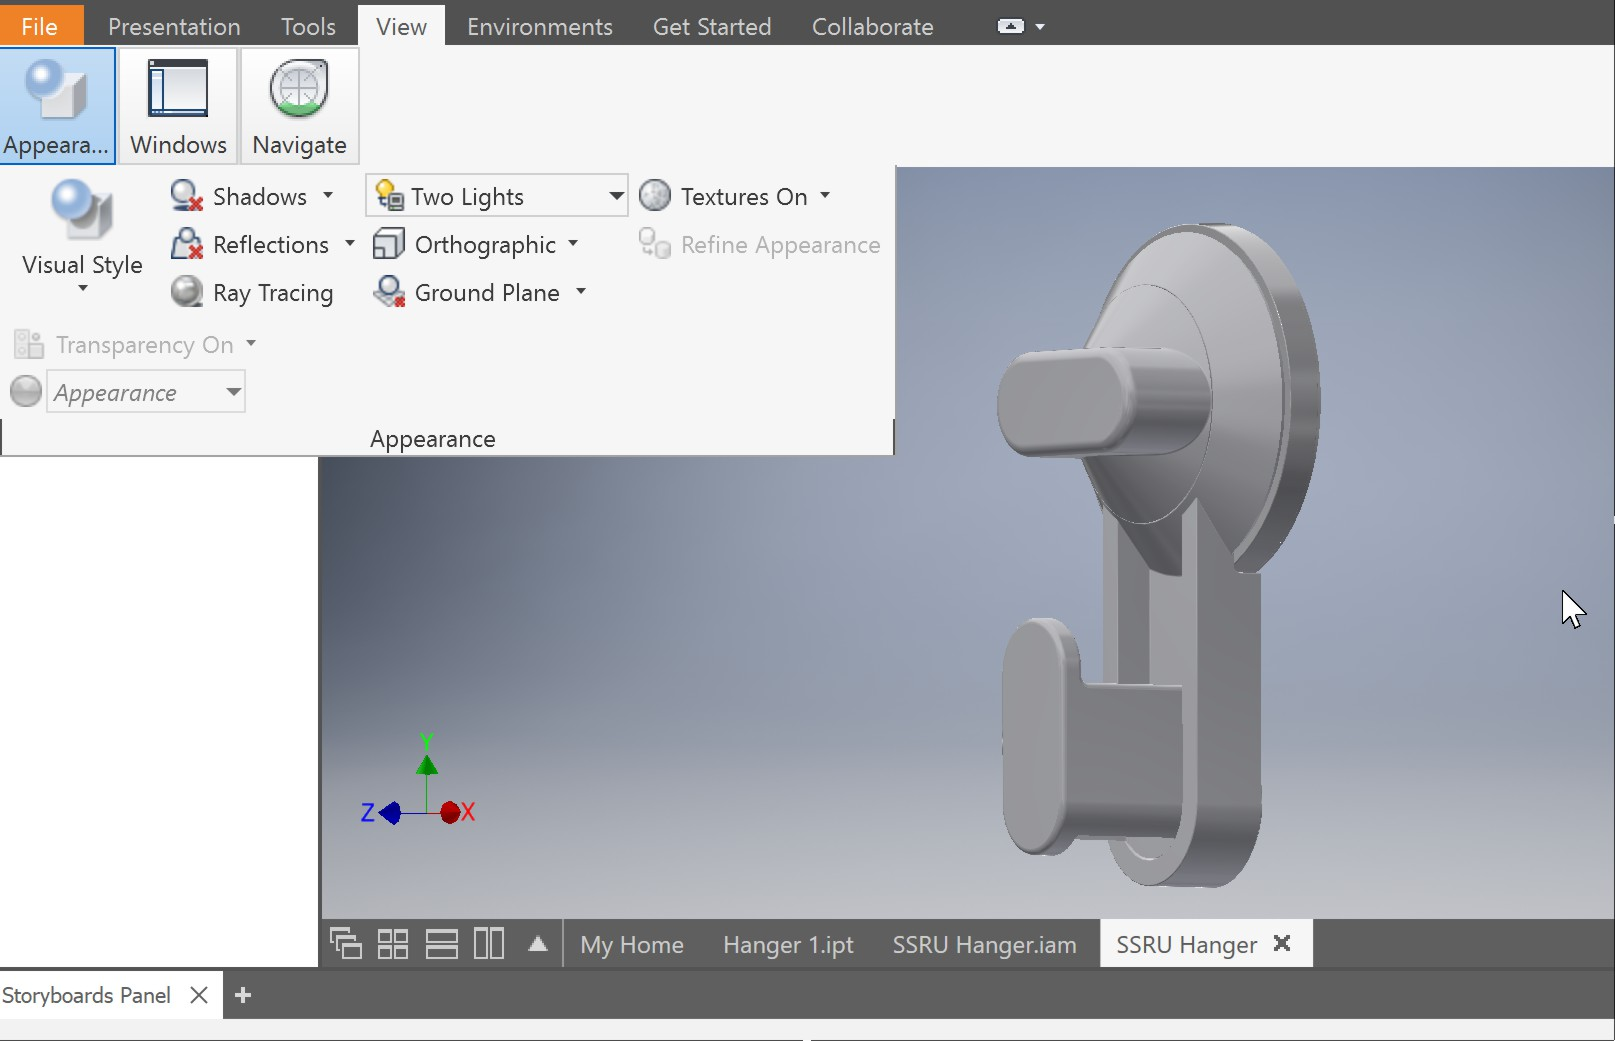 File Presentation Tools View Environments Get Started Collaborate
Appeara... Windows Navigate
Visual Style
Shadows
Reflections
Ray Tracing
Two Lights
Orthographic
Ground Plane
Textures On
Refine Appearance
Transparency On
Appearance
Appearance
Y
Z X
My Home Hanger 1.ipt SSRU Hanger.iam SSRU Hanger
Storyboards Panel